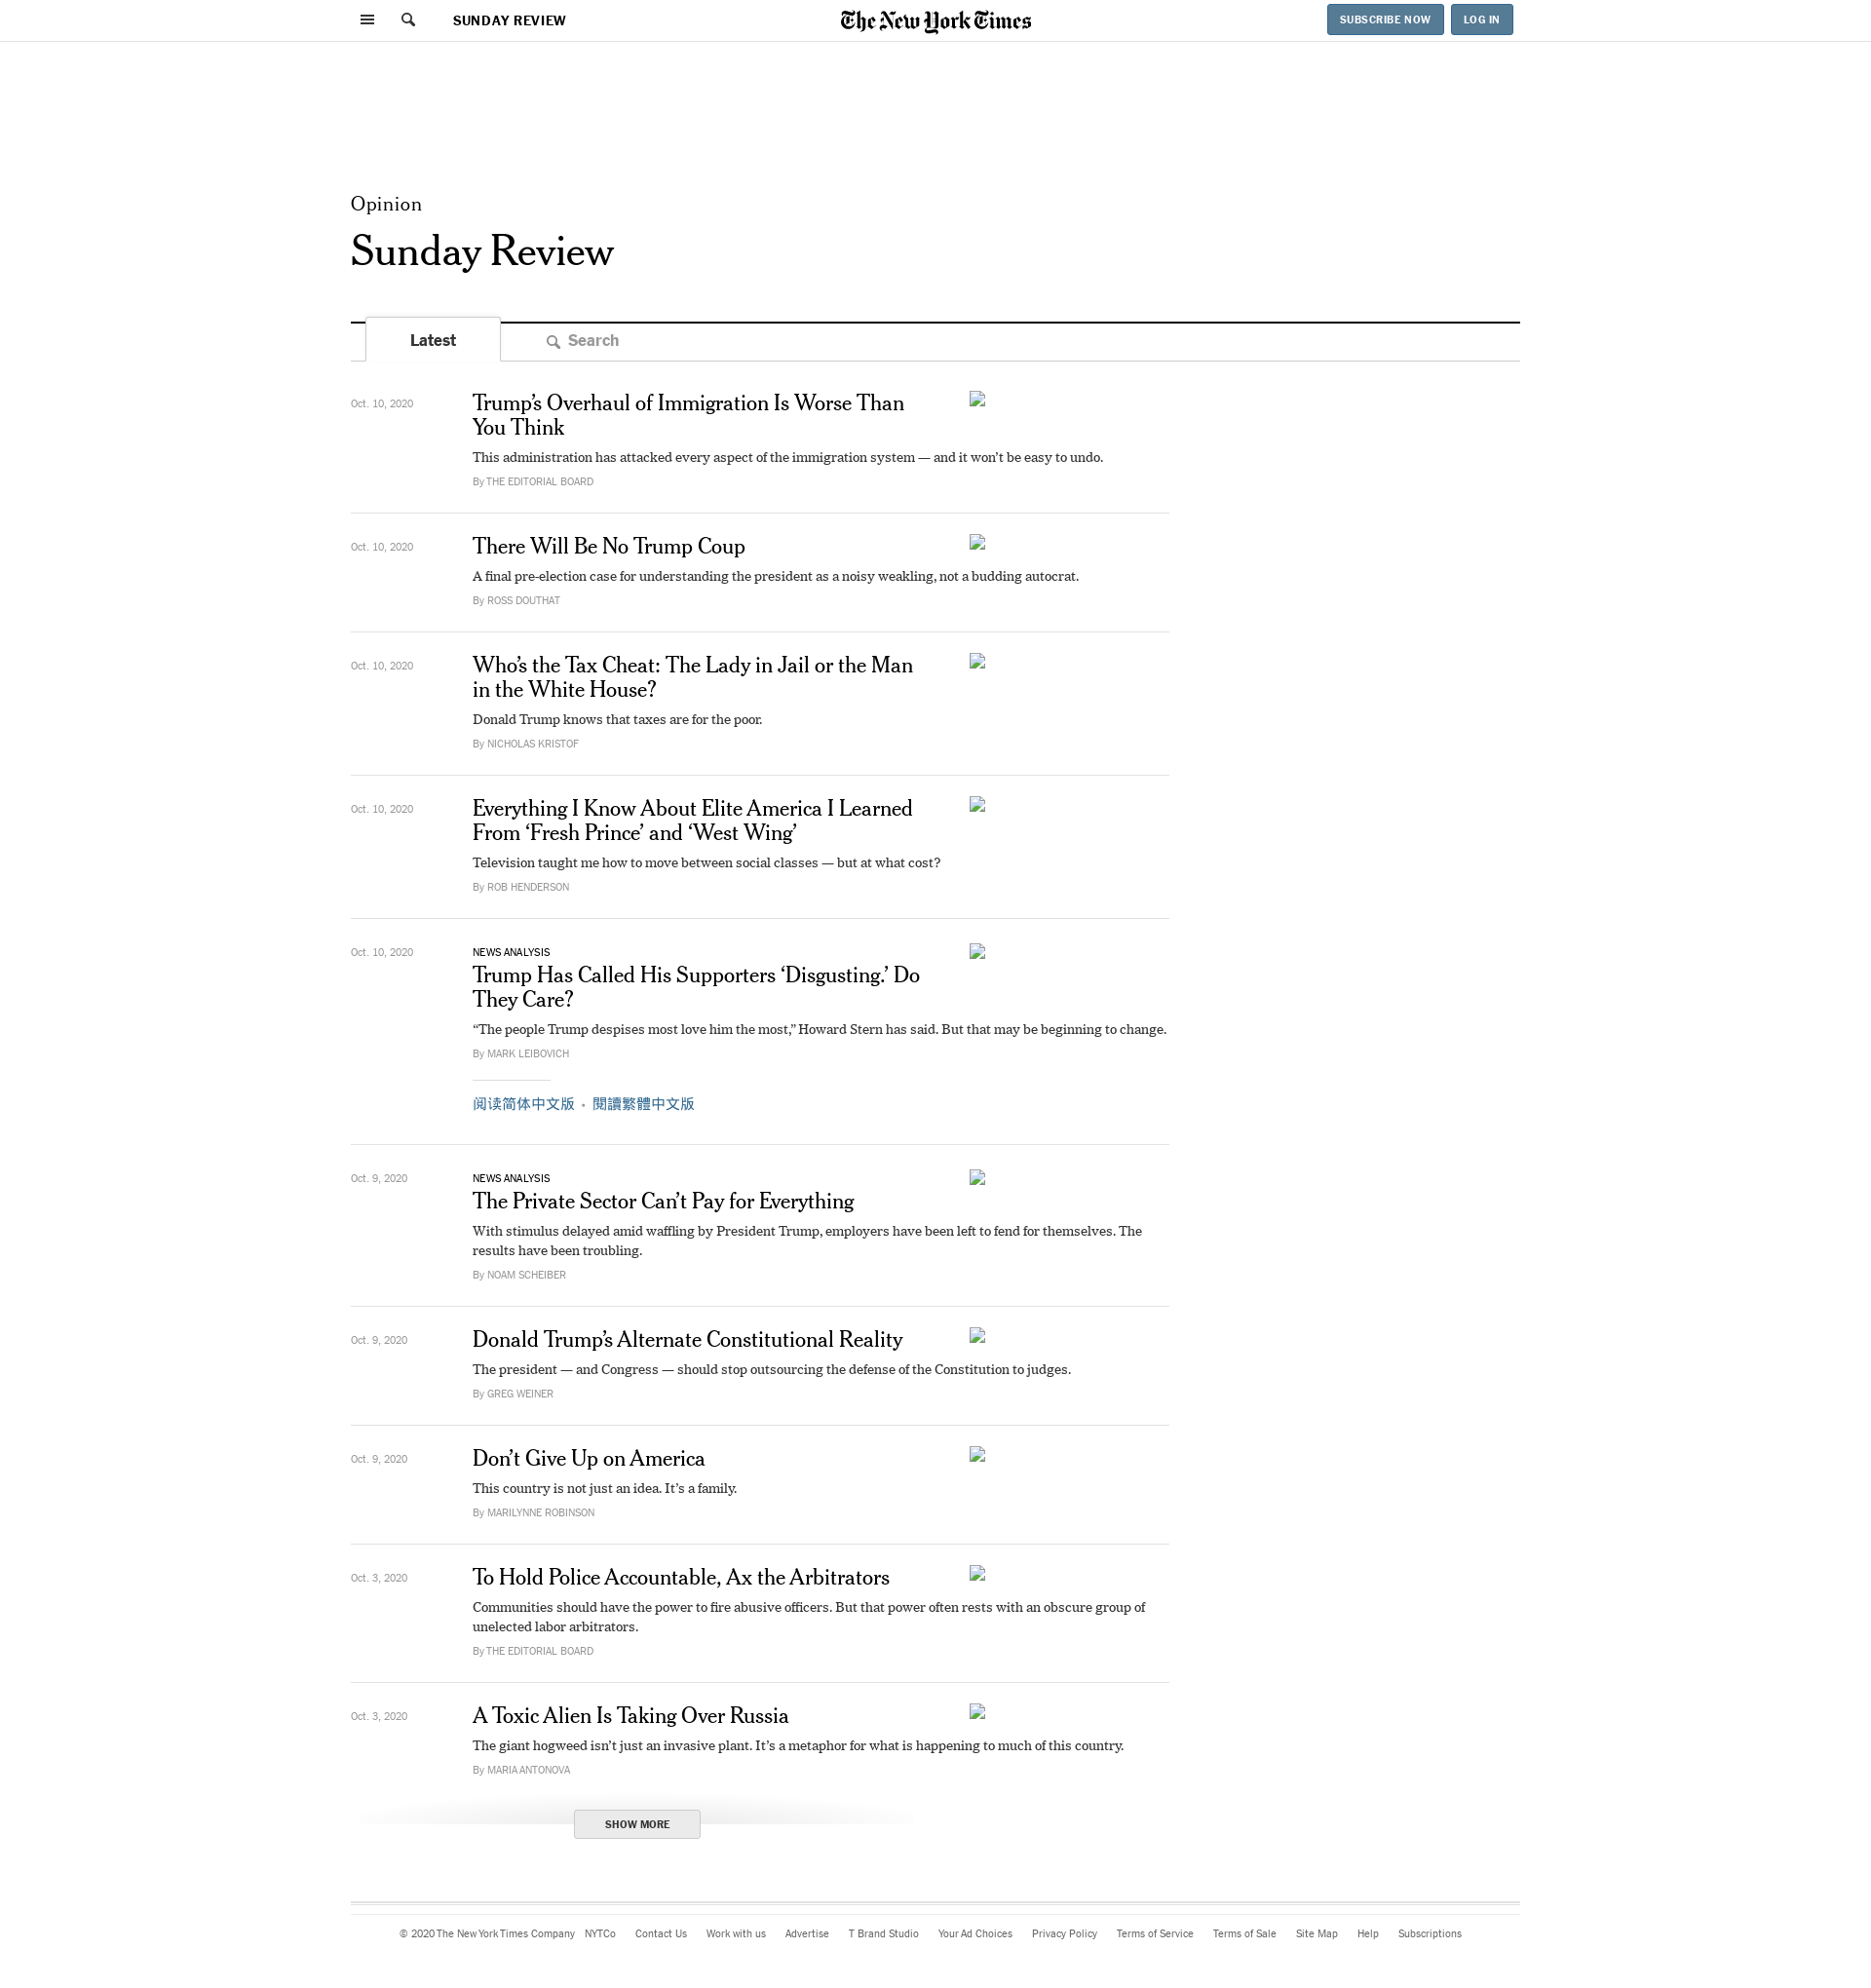 SUNDAY REVIEW
The New York Times
SUBSCRIBE NOW
LOG IN
Opinion
Sunday Review
Latest
Search
Oct. 10, 2020
Trump’s Overhaul of Immigration Is Worse Than
You Think
This administration has attacked every aspect of the immigration system — and it won’t be easy to undo.
By THE EDITORIAL BOARD
Oct. 10, 2020
There Will Be No Trump Coup
A final pre-election case for understanding the president as a noisy weakling, not a budding autocrat.
By ROSS DOUTHAT
Oct. 10, 2020
Who’s the Tax Cheat: The Lady in Jail or the Man
in the White House?
Donald Trump knows that taxes are for the poor.
By NICHOLAS KRISTOF
Oct. 10, 2020
Everything I Know About Elite America I Learned
From ‘Fresh Prince’ and ‘West Wing’
Television taught me how to move between social classes — but at what cost?
By ROB HENDERSON
Oct. 10, 2020
NEWS ANALYSIS
Trump Has Called His Supporters ‘Disgusting.’ Do
They Care?
“The people Trump despises most love him the most,” Howard Stern has said. But that may be beginning to change.
By MARK LEIBOVICH
阅读简体中文版 • 閱讀繁體中文版
Oct. 9, 2020
NEWS ANALYSIS
The Private Sector Can’t Pay for Everything
With stimulus delayed amid waffling by President Trump, employers have been left to fend for themselves. The
results have been troubling.
By NOAM SCHEIBER
Oct. 9, 2020
Donald Trump’s Alternate Constitutional Reality
The president — and Congress — should stop outsourcing the defense of the Constitution to judges.
By GREG WEINER
Oct. 9, 2020
Don’t Give Up on America
This country is not just an idea. It’s a family.
By MARILYNNE ROBINSON
Oct. 3, 2020
To Hold Police Accountable, Ax the Arbitrators
Communities should have the power to fire abusive officers. But that power often rests with an obscure group of
unelected labor arbitrators.
By THE EDITORIAL BOARD
Oct. 3, 2020
A Toxic Alien Is Taking Over Russia
The giant hogweed isn’t just an invasive plant. It’s a metaphor for what is happening to much of this country.
By MARIA ANTONOVA
SHOW MORE
© 2020 The New York Times Company NYTCo Contact Us Work with us Advertise T Brand Studio Your Ad Choices Privacy Policy Terms of Service Terms of Sale Site Map Help Subscriptions